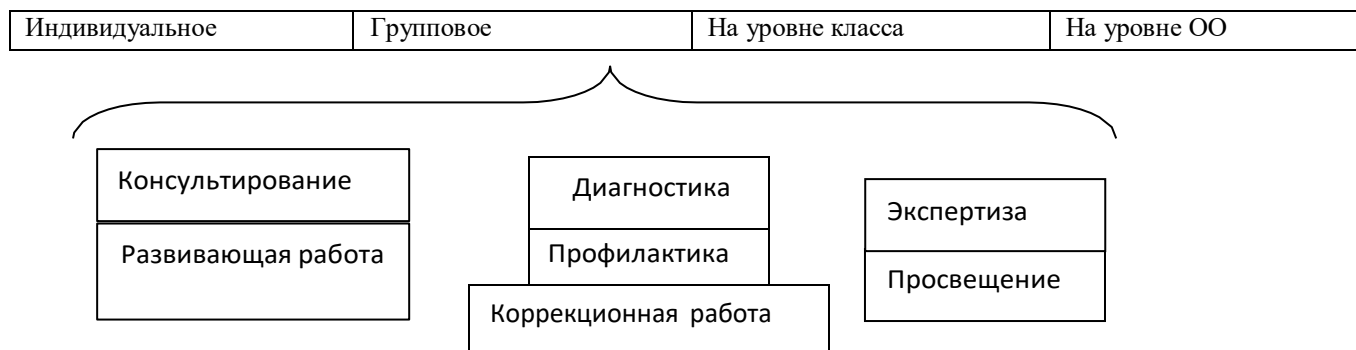 Индивидуальное
Групповое
На уровне класса
На уровне ОО
Консультирование
Развивающая работа
Диагностика
Профилактика
Коррекционная работа
Экспертиза
Просвещение